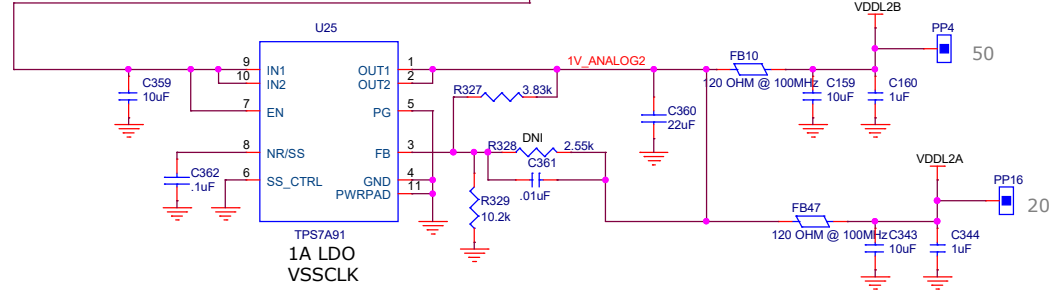 VDDL2B
U25
PP4
50
9
IN1
OUT1
1
1V_ANALOG2
FB10
10
IN2
OUT2
2
120 OHM @ 100MHz
C359
10uF
R327
3.83k
C159
10uF
C160
1uF
7
EN
PG
5
C360
22uF
DNI
8
NR/SS
FB
3
R328
2.55k
C361
.01uF
VDDL2A
C362
.1uF
6
SS_CTRL
GND
4
PWRPAD
11
PP16
20
R329
10.2k
FB47
TPS7A91
120 OHM @ 100MHz
C343
10uF
C344
1uF
1A LDO
VSSCLK